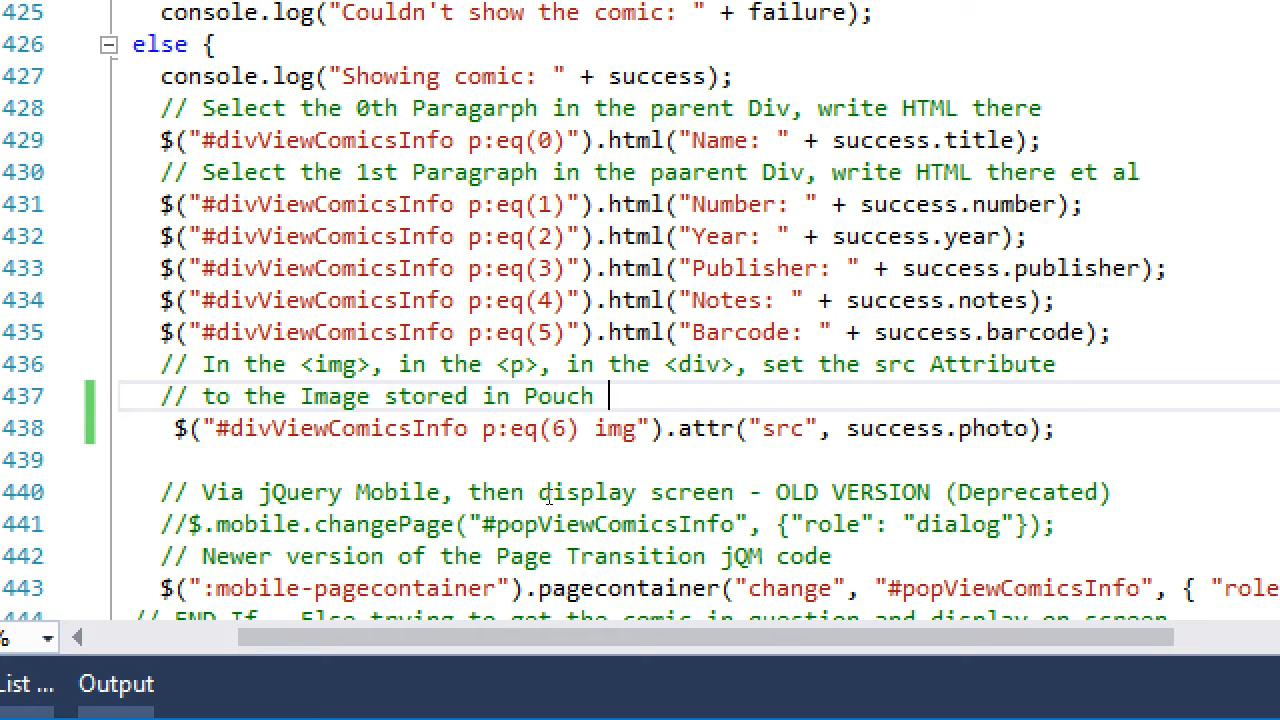 425 console.log("Couldn't show the comic: " + failure);
426 else {
427 console.log("Showing comic: " + success);
428 // Select the 0th Paragarph in the parent Div, write HTML there
429 $("#divViewComicsInfo p:eq(0)").html("Name: " + success.title);
430 // Select the 1st Paragraph in the paarent Div, write HTML there et al
431 $("#divViewComicsInfo p:eq(1)").html("Number: " + success.number);
432 $("#divViewComicsInfo p:eq(2)").html("Year: " + success.year);
433 $("#divViewComicsInfo p:eq(3)").html("Publisher: " + success.publisher);
434 $("#divViewComicsInfo p:eq(4)").html("Notes: " + success.notes);
435 $("#divViewComicsInfo p:eq(5)").html("Barcode: " + success.barcode);
436 // In the <img>, in the <p>, in the <div>, set the src Attribute
437 // to the Image stored in Pouch
438 $("#divViewComicsInfo p:eq(6) img").attr("src", success.photo);
439
440 // Via jQuery Mobile, then display screen - OLD VERSION (Deprecated)
441 //$.mobile.changePage("#popViewComicsInfo", {"role": "dialog"});
442 // Newer version of the Page Transition jQM code
443 $(":mobile-pagecontainer").pagecontainer("change", "#popViewComicsInfo", { "role
444 // END If..Else trying to get the comic in question and display on screen
%
List ... Output